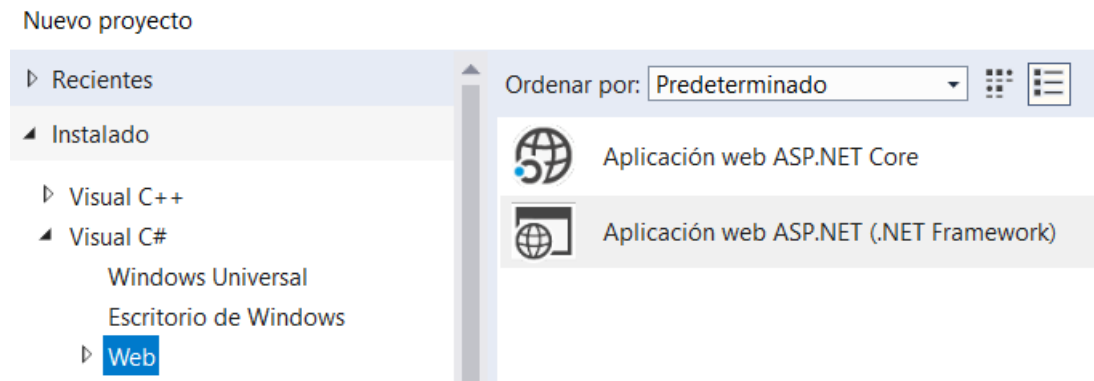 Nuevo proyecto
Recientes
Instalado
Visual C++
Visual C#
Windows Universal
Escritorio de Windows
Web
Ordenar por: Predeterminado
Aplicación web ASP.NET Core
Aplicación web ASP.NET (.NET Framework)